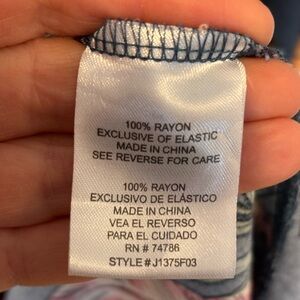 100% RAYON
EXCLUSIVE OF ELASTIC
MADE IN CHINA
SEE REVERSE FOR CARE
100% RAYON
EXCLUSIVO DE ELÁSTICO
MADE IN CHINA
VEA EL REVERSO
PARA EL CUIDADO
RN # 74786
STYLE # J1375F03